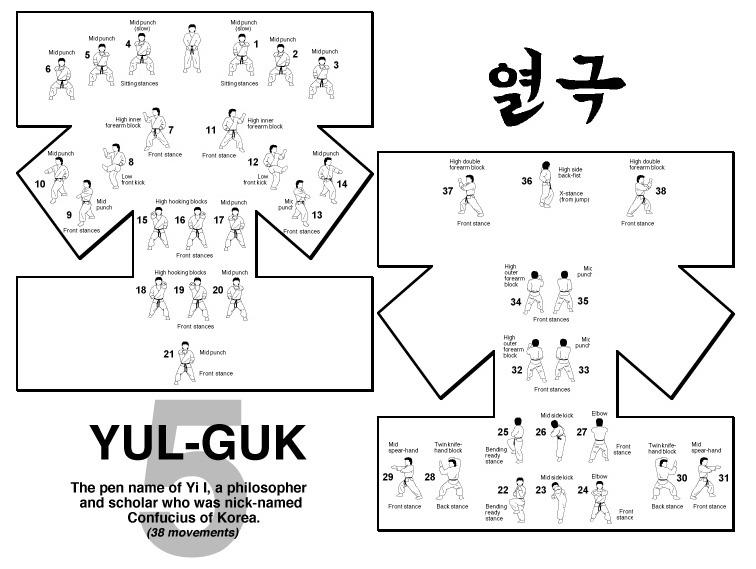 Mid punch
(slow)
4
Mid punch
(slow)
1
Mid punch
5
Mid punch
2
Mid punch
6
Mid punch
3
Sitting stances
Sitting stances
High inner
forearm block
7
Front stance
High inner
forearm block
11
Front stance
8
Low
front kick
12
Low
front kick
Mid punch
10
9
Mid
punch
Front stances
Mid punch
14
Mid
punch
13
Front stances
High hooking blocks
Mid punch
15
16
17
Front stances
High hooking blocks
Mid punch
18
19
20
Front stances
21
Mid punch
Front stance
5
YUL-GUK
The pen name of Yi I, a philosopher
and scholar who was nick-named
Confucius of Korea.
(38 movements)
열극
High double
forearm block
37
Front stance
36
High side
back-fist
X-stance
(from jump)
High double
forearm block
38
Front stance
High
outer
forearm
block
34
Mid
punch
35
Front stances
High
outer
forearm
block
32
Mid
punch
33
Front stances
25
Bending
ready
stance
Mid side kick
26
Elbow
27
Front
stance
Mid
spear-hand
29
Front stance
Twin knife-
hand block
28
Back stance
22
Bending
ready
stance
Mid side kick
23
Elbow
24
Front
stance
Twin knife-
hand block
30
Back stance
Mid
spear-hand
31
Front stance